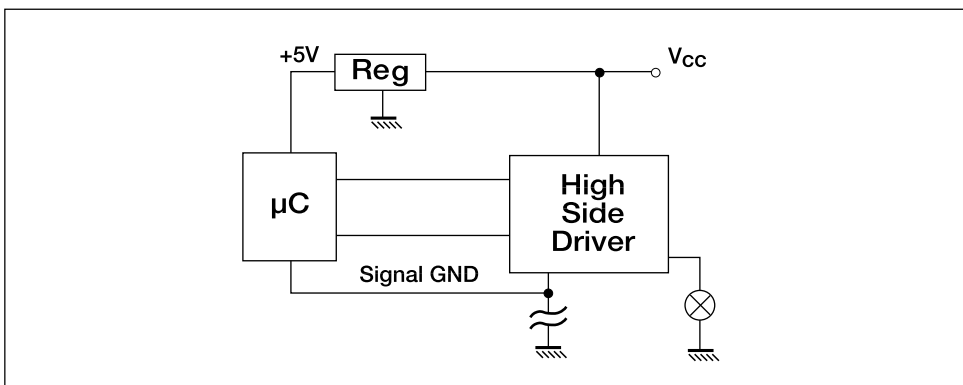 +5V
Reg
VCC
µC
High
Side
Driver
Signal GND